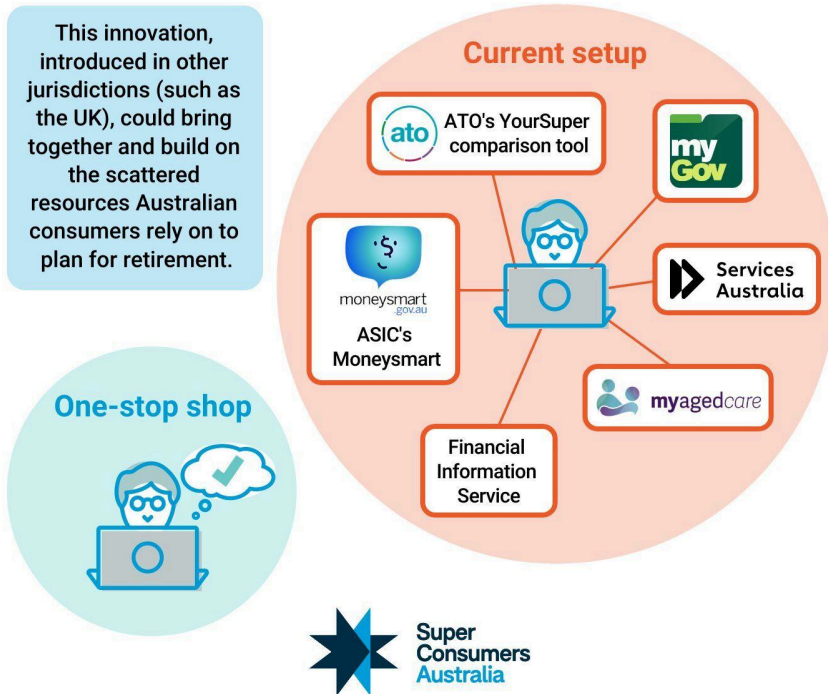 This innovation,
introduced in other
jurisdictions (such as
the UK), could bring
together and build on
the scattered
resources Australian
consumers rely on to
plan for retirement.
Current setup
ato
ATO's YourSuper
comparison tool
my
Gov
moneysmart
.gov.au
ASIC's
Moneysmart
Services
Australia
myagedcare
Financial
Information
Service
One-stop shop
Super
Consumers
Australia